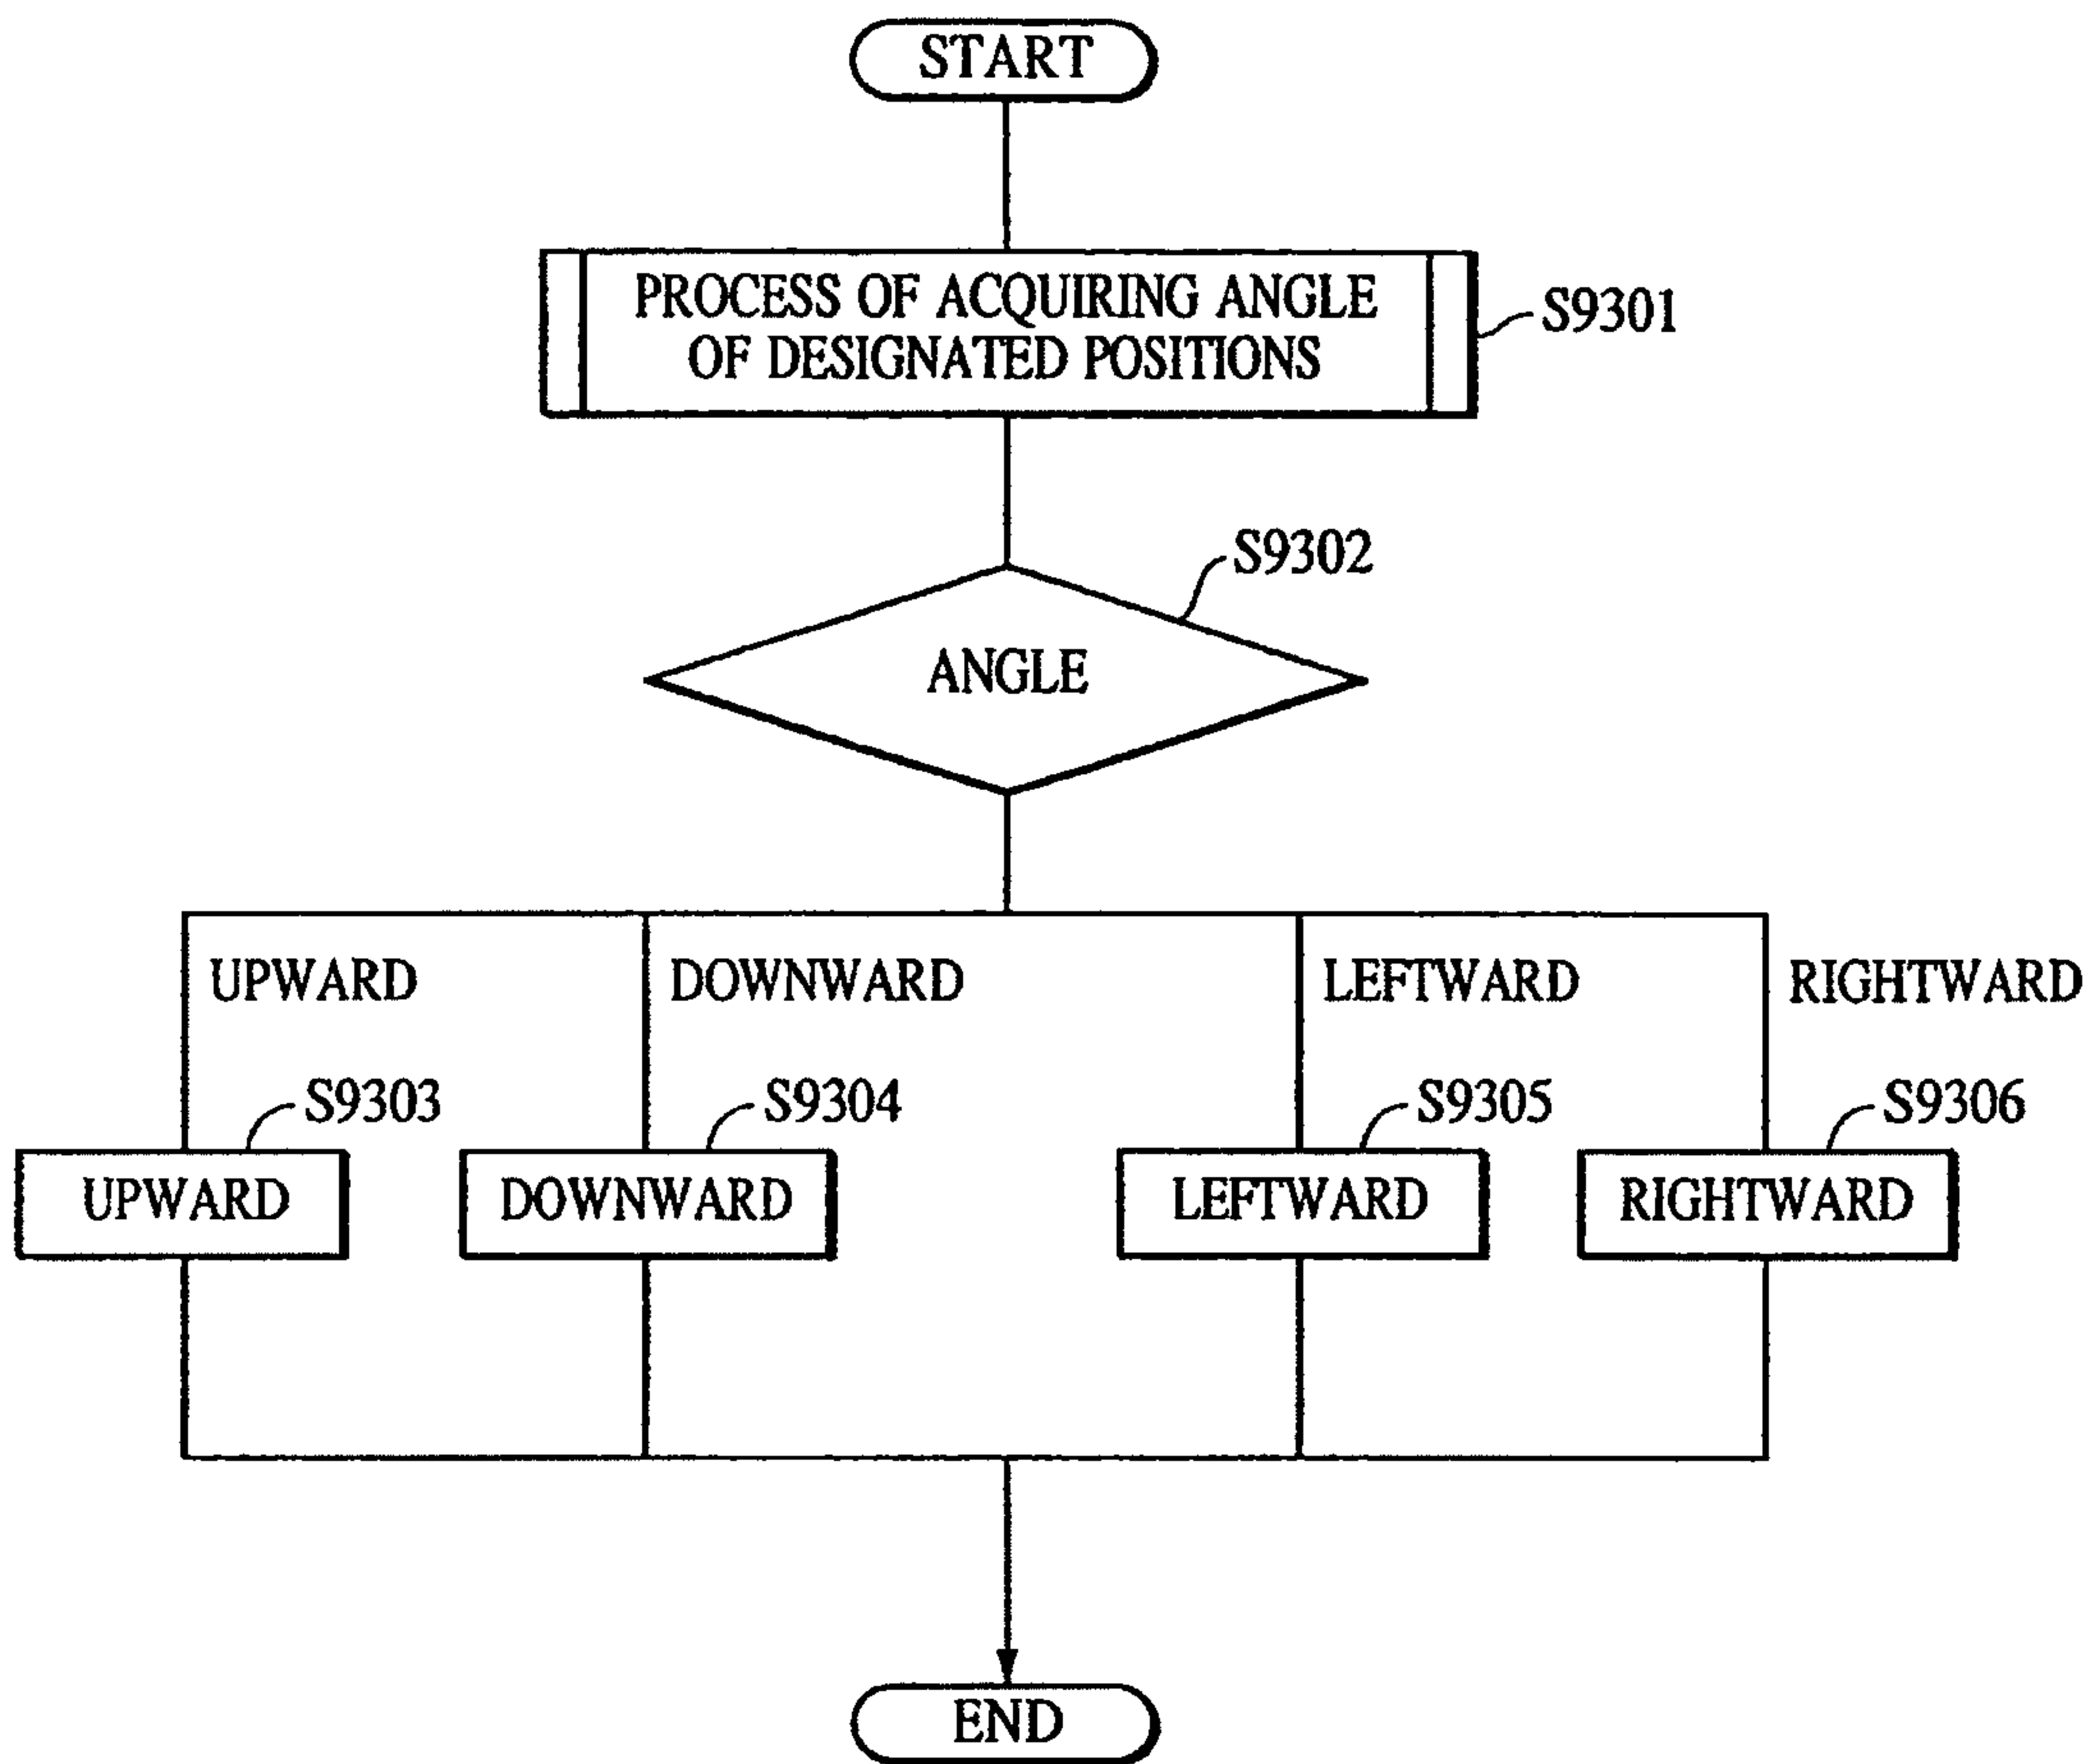 START
PROCESS OF ACQUIRING ANGLE
OF DESIGNATED POSITIONS
S9301
S9302
ANGLE
UPWARD
DOWNWARD
LEFTWARD
RIGHTWARD
S9303
S9304
S9305
S9306
UPWARD
DOWNWARD
LEFTWARD
RIGHTWARD
END